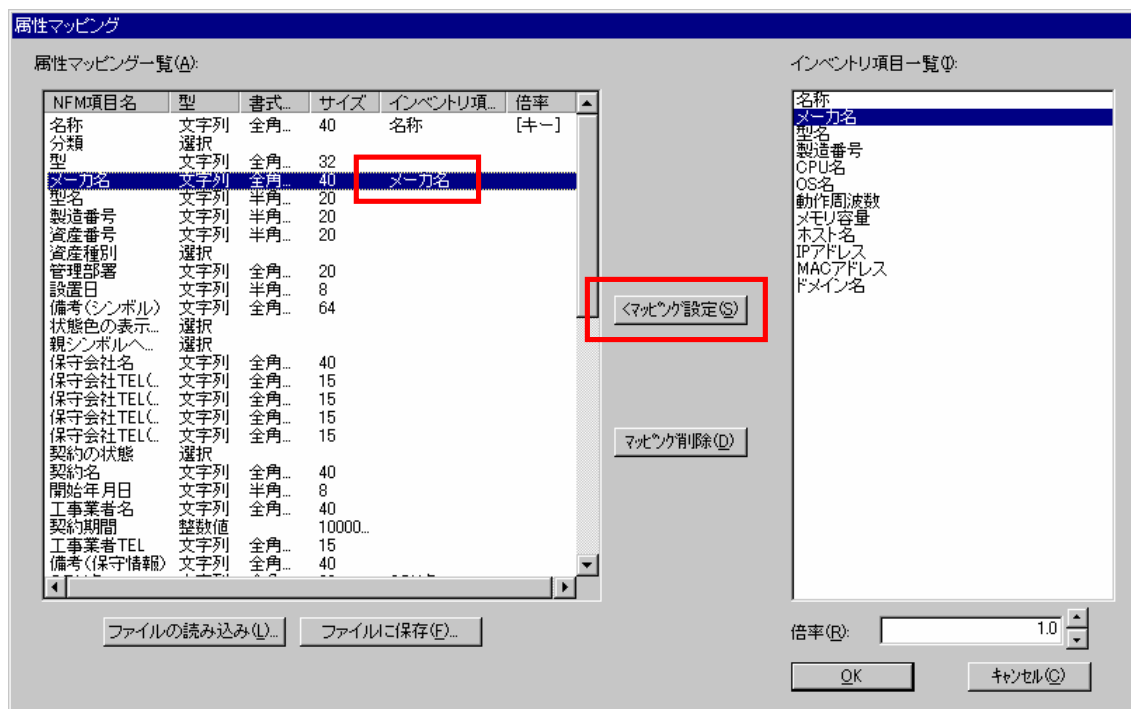 属性マッピング
属性マッピング一覧(A):
NFM項目名 型 書式... サイズ インベントリ項... 倍率
名称 文字列 全角... 40 名称 [キー]
分類 選択
型 文字列 全角... 32
メーカ名 文字列 全角... 40 メーカ名
型名 文字列 半角... 20
製造番号 文字列 半角... 20
資産番号 文字列 半角... 20
資産種別 選択
管理部署 文字列 全角... 20
設置日 文字列 半角... 8
備考(シンボル) 文字列 全角... 64
状態色の表示... 選択
親シンボルへ... 選択
保守会社名 文字列 全角... 40
保守会社TEL(... 文字列 全角... 15
保守会社TEL(... 文字列 全角... 15
保守会社TEL(... 文字列 全角... 15
保守会社TEL(... 文字列 全角... 15
契約の状態 選択
契約名 文字列 全角... 40
開始年月日 文字列 半角... 8
工事業者名 文字列 全角... 40
契約期間 整数値 10000...
工事業者TEL 文字列 全角... 15
備考(保守情報) 文字列 全角... 40
ファイルの読み込み(L)...
ファイルに保存(F)...
<マッピング設定(S)
マッピング削除(D)
インベントリ項目一覧(I):
名称
メーカ名
型名
製造番号
CPU名
OS名
動作周波数
メモリ容量
ホスト名
IPアドレス
MACアドレス
ドメイン名
倍率(R): 1.0
OK
キャンセル(C)